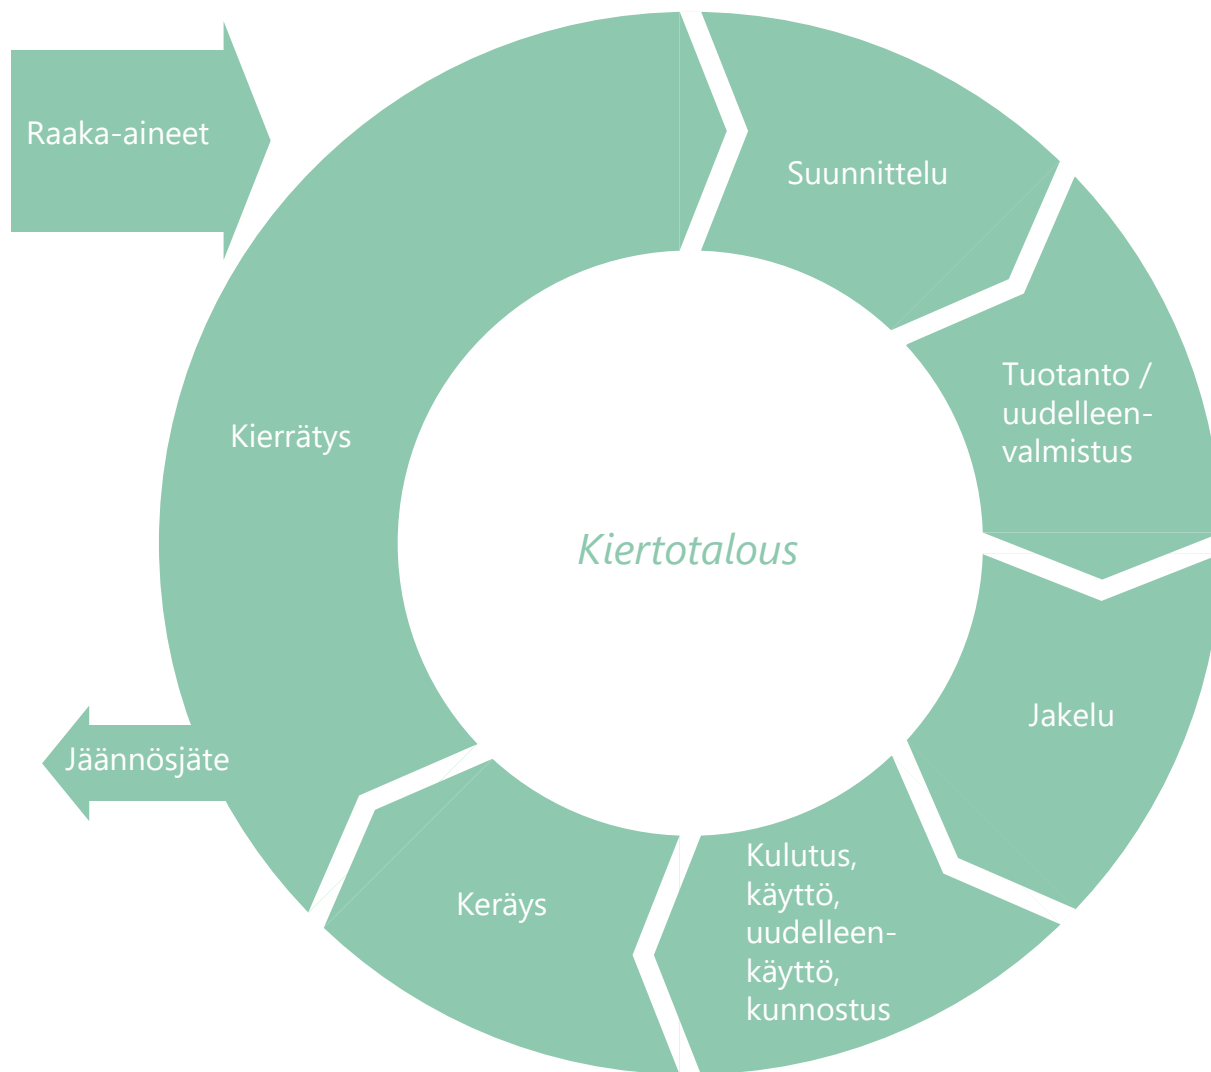 Raaka-aineet
Suunnittelu
Tuotanto /
uudelleen-
valmistus
Kierrätys
Kiertotalous
Jakelu
Jäännösjäte
Kulutus,
käyttö,
uudelleen-
käyttö,
kunnostus
Keräys